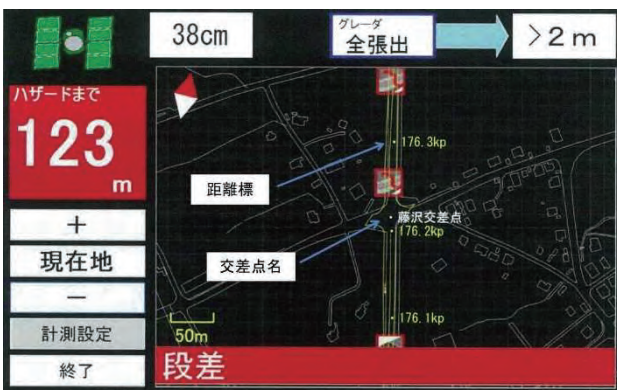 38cm
グレーダ
全張出
>2m
ハザードまで
123
m
+
現在地
−
計測設定
終了
176.3kp
距離標
藤沢交差点
176.2kp
交差点名
176.1kp
50m
段差